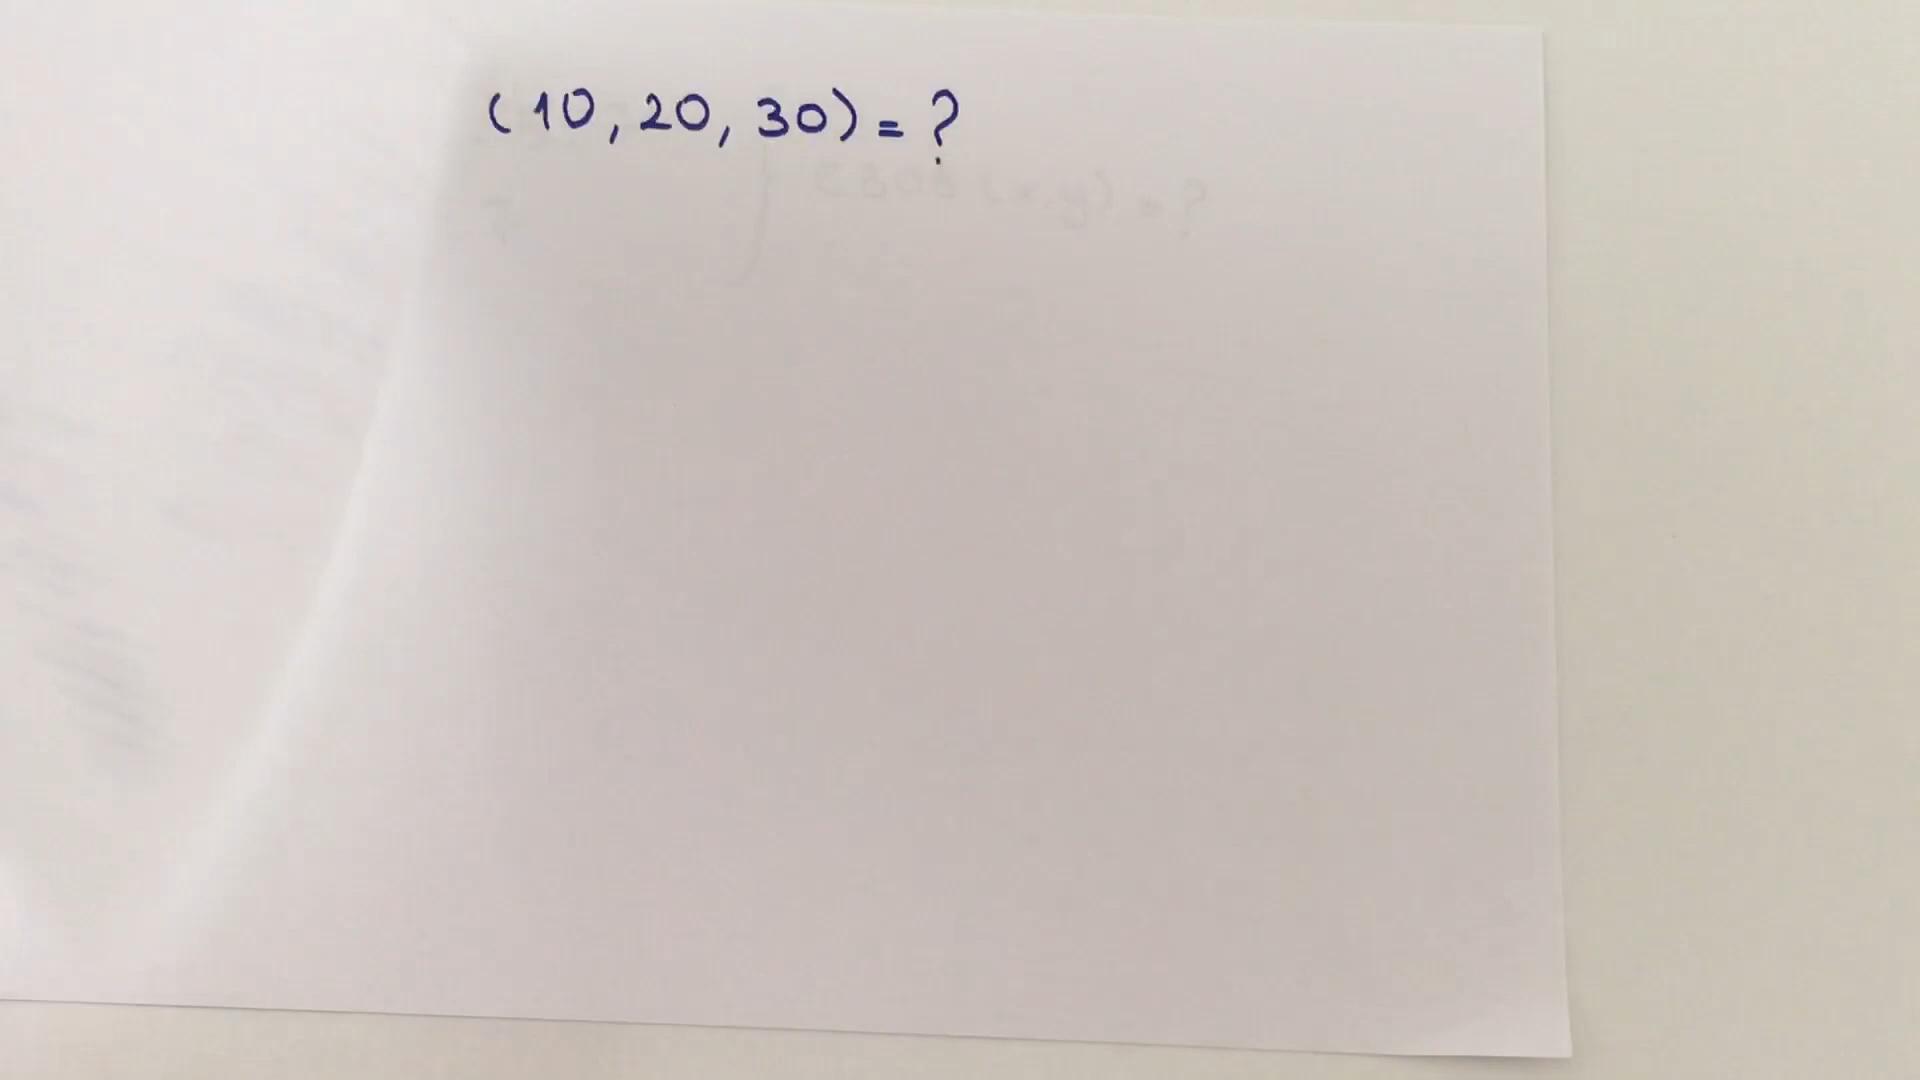 (10, 20, 30) = ?